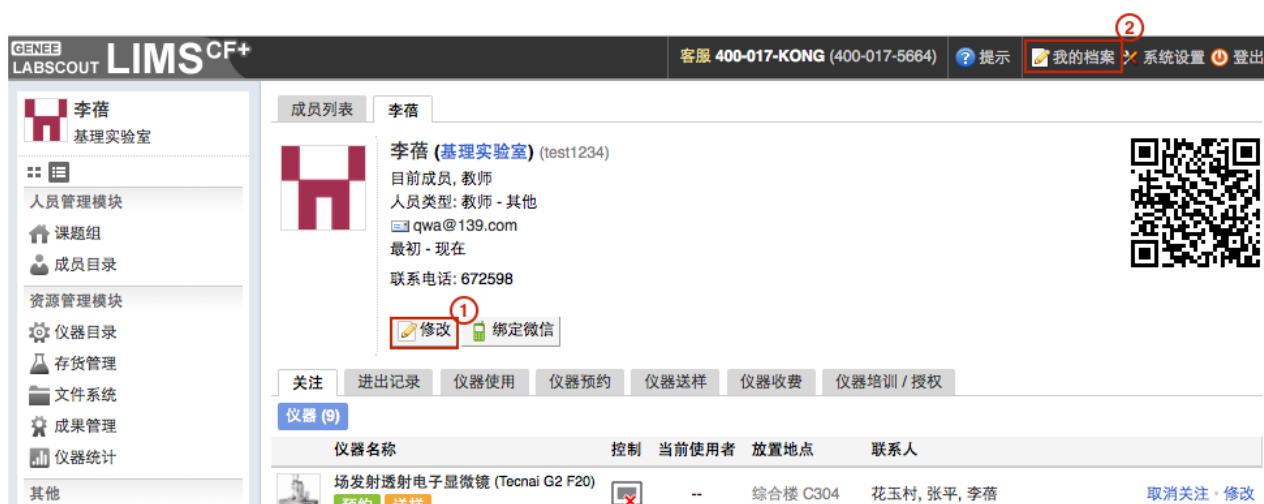 ②
GENEE
LABSCOUT LIMS CF+
客服 400-017-KONG (400-017-5664) 提示 我的档案 系统设置 登出
李蓓
基理实验室
人员管理模块
课题组
成员目录
资源管理模块
仪器目录
存货管理
文件系统
成果管理
仪器统计
其他
成员列表 李蓓
李蓓 (基理实验室) (test1234)
目前成员, 教师
人员类型: 教师 - 其他
qwa@139.com
最初 - 现在
联系电话: 672598
①
修改 绑定微信
关注 进出记录 仪器使用 仪器预约 仪器送样 仪器收费 仪器培训 / 授权
仪器 (9)
仪器名称 控制 当前使用者 放置地点 联系人
场发射透射电子显微镜 (Tecnai G2 F20)
预约 送样 -- 综合楼 C304 花玉村, 张平, 李蓓 取消关注 · 修改